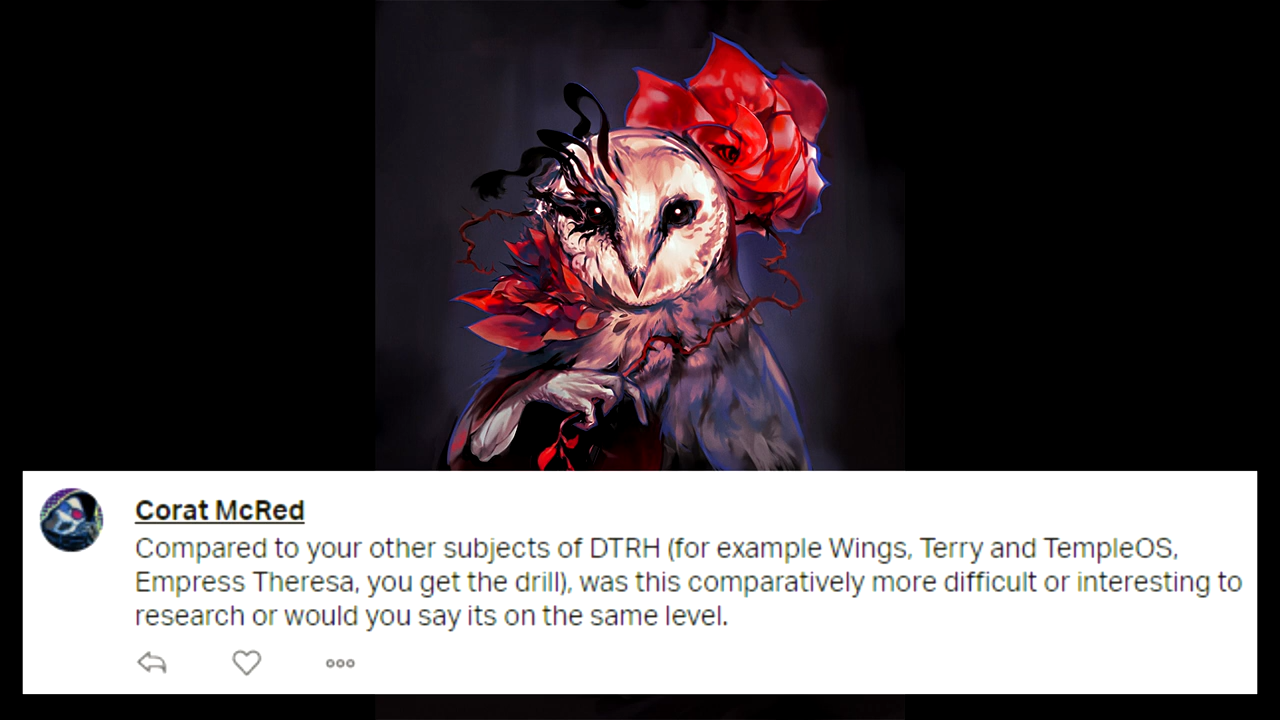 Corat McRed
Compared to your other subjects of DTRH (for example Wings, Terry and TempleOS,
Empress Theresa, you get the drill), was this comparatively more difficult or interesting to
research or would you say its on the same level.